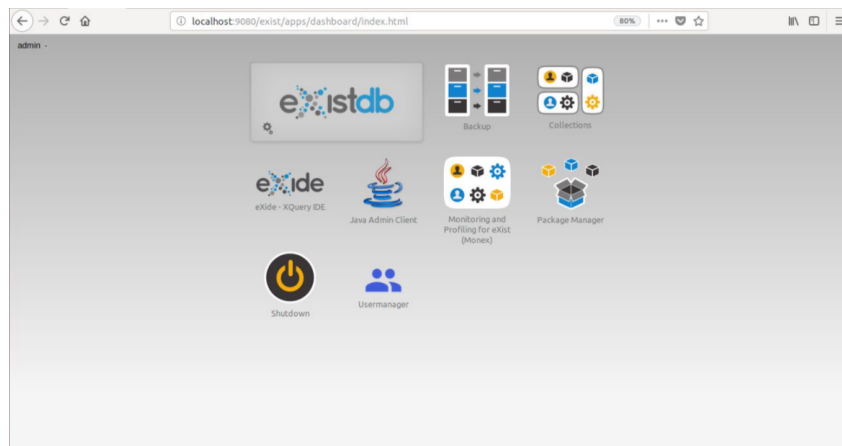 localhost:9080/exist/apps/dashboard/index.html
80%
admin
eXistdb
Backup
Collections
eXide
eXide - XQuery IDE
Java Admin Client
Monitoring and
Profiling for eXist
(Monex)
Package Manager
Shutdown
Usermanager